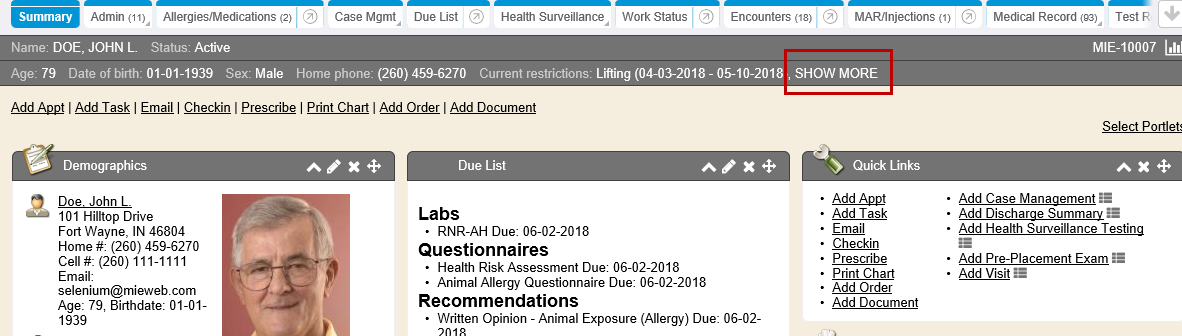 Summary Admin (11) Allergies/Medications (2) Case Mgmt Due List Health Surveillance Work Status Encounters (18) MAR/Injections (1) Medical Record (93) Test R
Name: DOE, JOHN L. Status: Active MIE-10007
Age: 79 Date of birth: 01-01-1939 Sex: Male Home phone: (260) 459-6270 Current restrictions: Lifting (04-03-2018 - 05-10-2018 , SHOW MORE
Add Appt | Add Task | Email | Checkin | Prescribe | Print Chart | Add Order | Add Document
Select Portlets
Demographics
Doe, John L.
101 Hilltop Drive
Fort Wayne, IN 46804
Home #: (260) 459-6270
Cell #: (260) 111-1111
Email:
selenium@mieweb.com
Age: 79, Birthdate: 01-01-
1939
Due List
Labs
• RNR-AH Due: 06-02-2018
Questionnaires
• Health Risk Assessment Due: 06-02-2018
• Animal Allergy Questionnaire Due: 06-02-2018
Recommendations
• Written Opinion - Animal Exposure (Allergy) Due: 06-02-
2018
Quick Links
• Add Appt
• Add Task
• Email
• Checkin
• Prescribe
• Print Chart
• Add Order
• Add Document
• Add Case Management
• Add Discharge Summary
• Add Health Surveillance Testing
• Add Pre-Placement Exam
• Add Visit